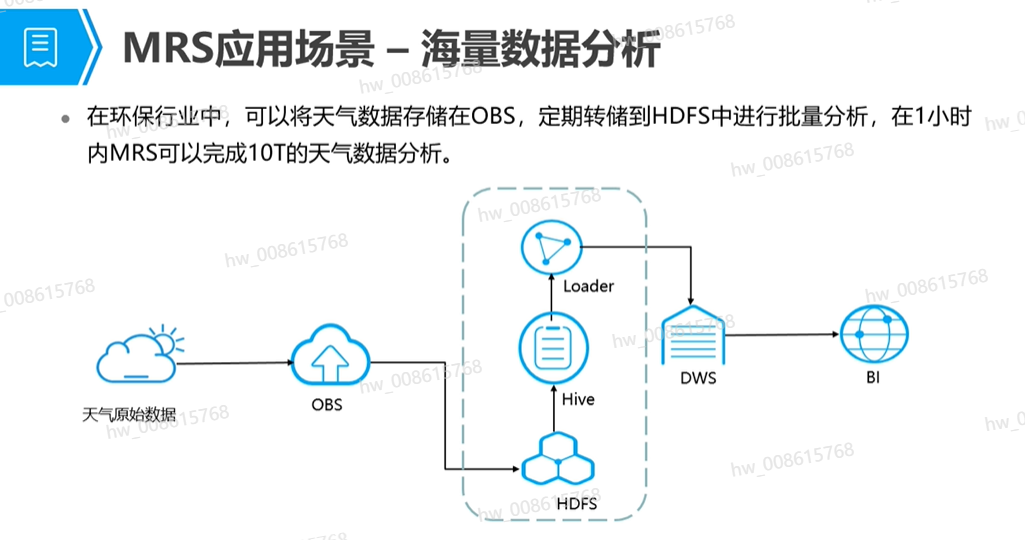 MRS应用场景 – 海量数据分析
• 在环保行业中，可以将天气数据存储在OBS，定期转储到HDFS中进行批量分析，在1小时
内MRS可以完成10T的天气数据分析。
Loader
Hive
HDFS
天气原始数据
OBS
DWS
BI
hw_008615768
hw_008615768
hw_008615768
hw_008615768
hw_008615768
hw_008615768
hw_008615768
hw_008615768
hw_008615768
hw_008615768
hw_008615768
hw_008615768
hw_008615768